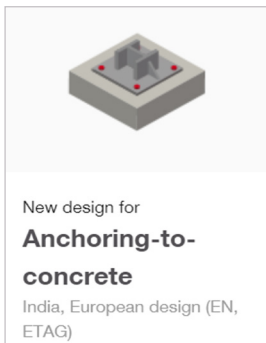 New design for
Anchoring-to-
concrete
India, European design (EN,
ETAG)